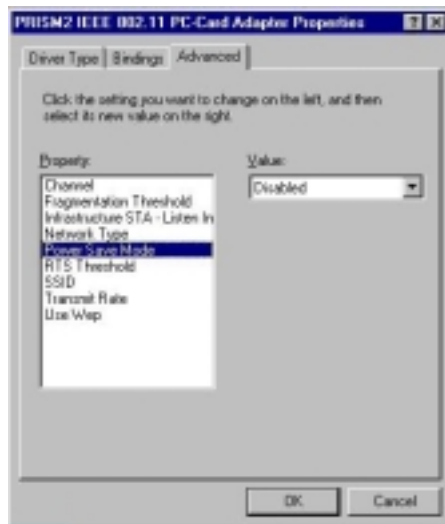 PRISM2 IEEE 802.11 PC-Card Adapter Properties
Driver Type
Bindings
Advanced
Click the setting you want to change on the left, and then
select its new value on the right.
Property:
Value:
Channel
Fragmentation Threshold
Infrastructure STA - Listen In
Network Type
Power Save Mode
RTS Threshold
SSID
Transmit Rate
Use Wep
Disabled
OK
Cancel